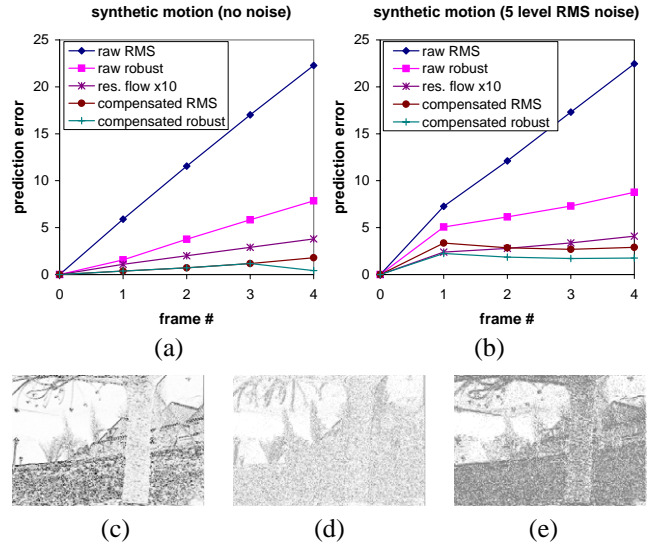 synthetic motion (no noise)
25
20
15
10
5
0
prediction error
raw RMS
raw robust
res. flow x10
compensated RMS
compensated robust
0 1 2 3 4
frame #
(a)
synthetic motion (5 level RMS noise)
25
20
15
10
5
0
prediction error
raw RMS
raw robust
res. flow x10
compensated RMS
compensated robust
0 1 2 3 4
frame #
(b)
(c)
(d)
(e)